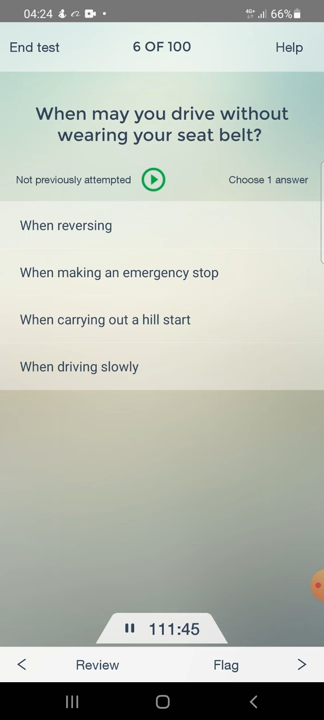 04:24 66%
End test 6 OF 100 Help
When may you drive without
wearing your seat belt?
Not previously attempted Choose 1 answer
When reversing
When making an emergency stop
When carrying out a hill start
When driving slowly
111:45
< Review Flag >